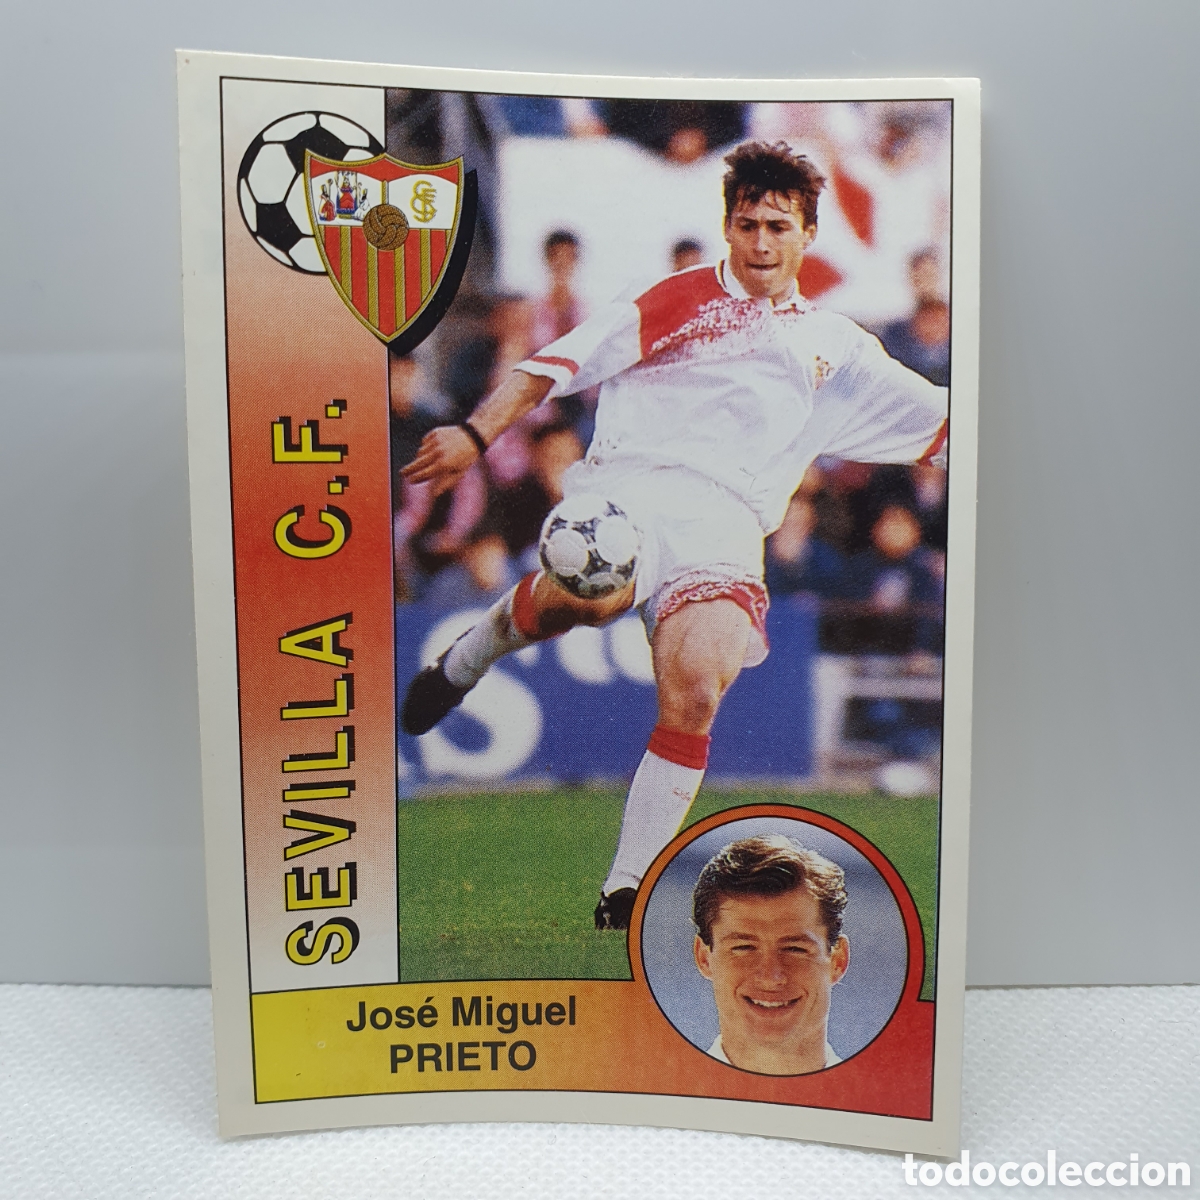 SEVILLA C.F.
José Miguel
PRIETO
todocoleccion